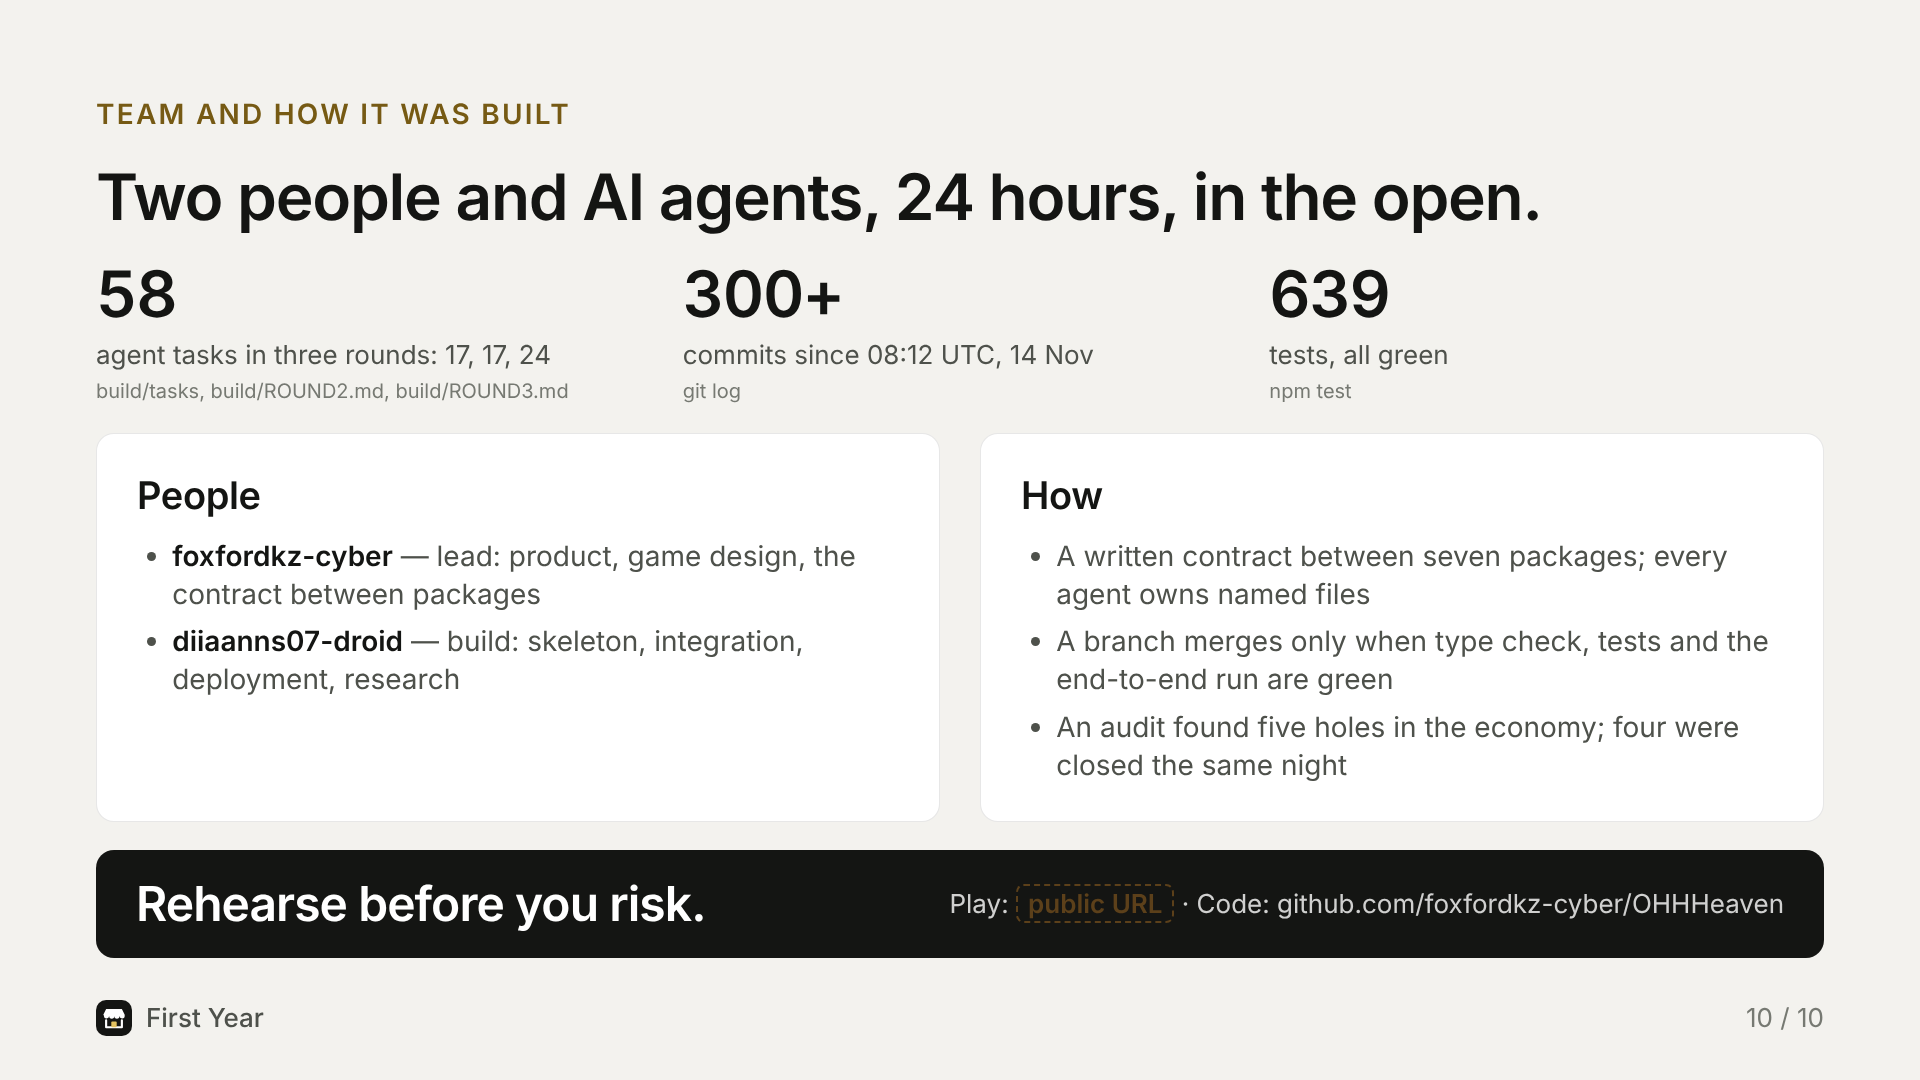 TEAM AND HOW IT WAS BUILT
Two people and AI agents, 24 hours, in the open.
58
agent tasks in three rounds: 17, 17, 24
build/tasks, build/ROUND2.md, build/ROUND3.md
300+
commits since 08:12 UTC, 14 Nov
git log
639
tests, all green
npm test
People
• foxfordkz-cyber — lead: product, game design, the
contract between packages
• diiaanns07-droid — build: skeleton, integration,
deployment, research
How
• A written contract between seven packages; every
agent owns named files
• A branch merges only when type check, tests and the
end-to-end run are green
• An audit found five holes in the economy; four were
closed the same night
Rehearse before you risk.
Play: public URL · Code: github.com/foxfordkz-cyber/OHHHeaven
First Year
10 / 10